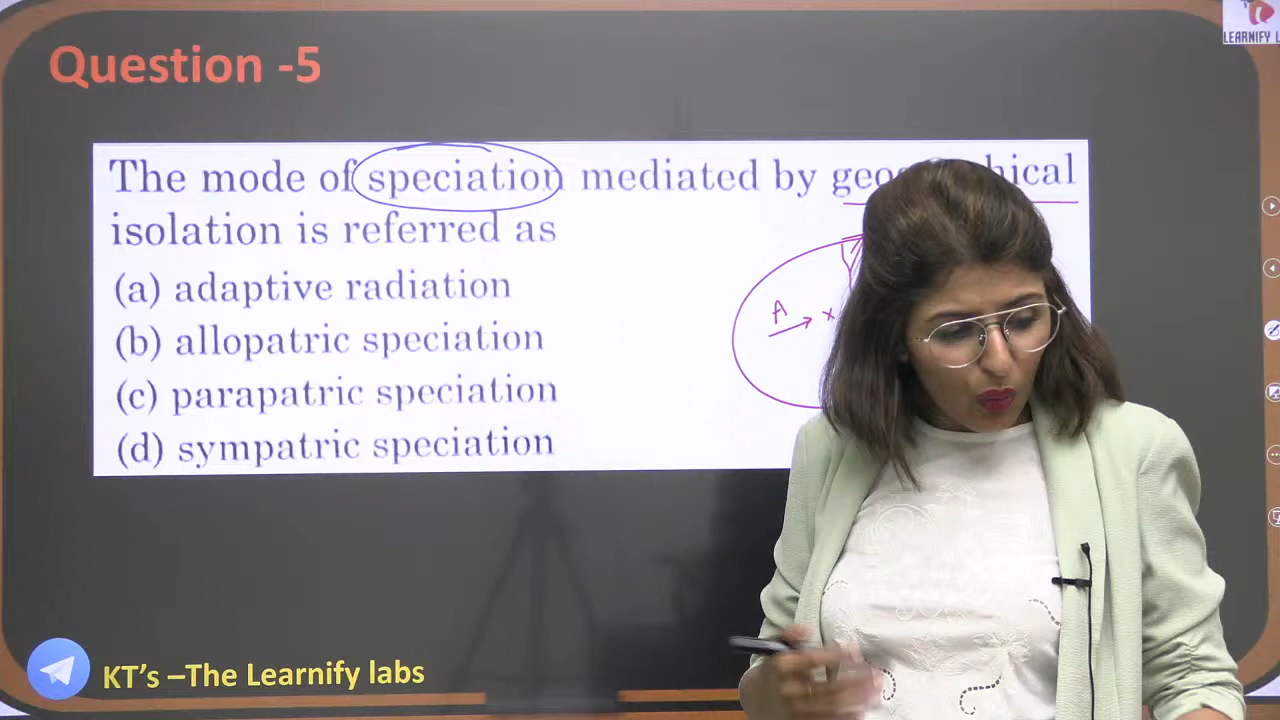 LEARNIFY L
Question -5
The mode of speciation mediated by
isolation is referred as
(a) adaptive radiation
(b) allopatric speciation
(c) parapatric speciation
(d) sympatric speciation
A x
KT's –The Learnify labs